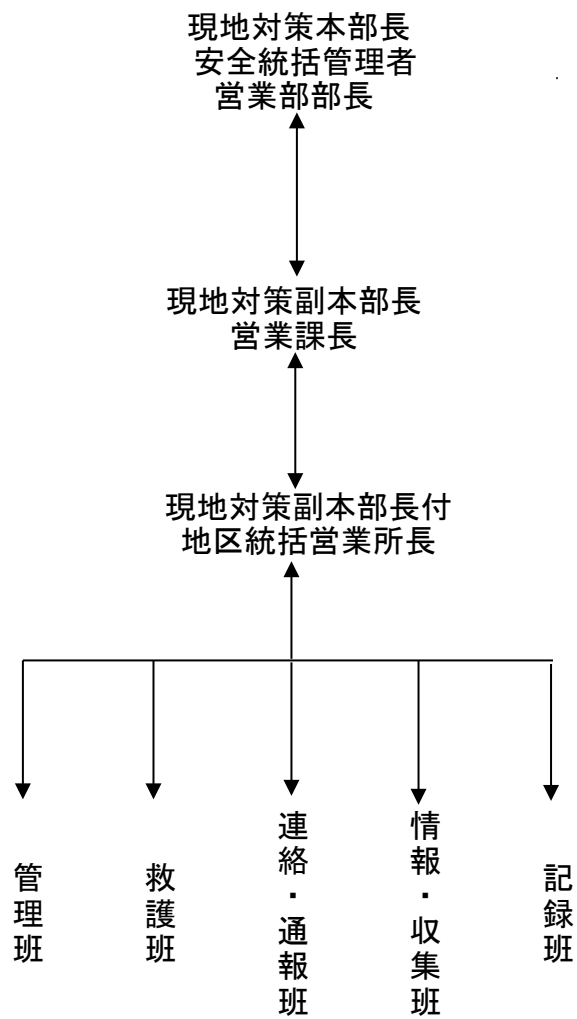 現地対策本部長
安全統括管理者
営業部部長
現地対策副本部長
営業課長
現地対策副本部長付
地区統括営業所長
管理班
救護班
連絡・通報班
情報・収集班
記録班